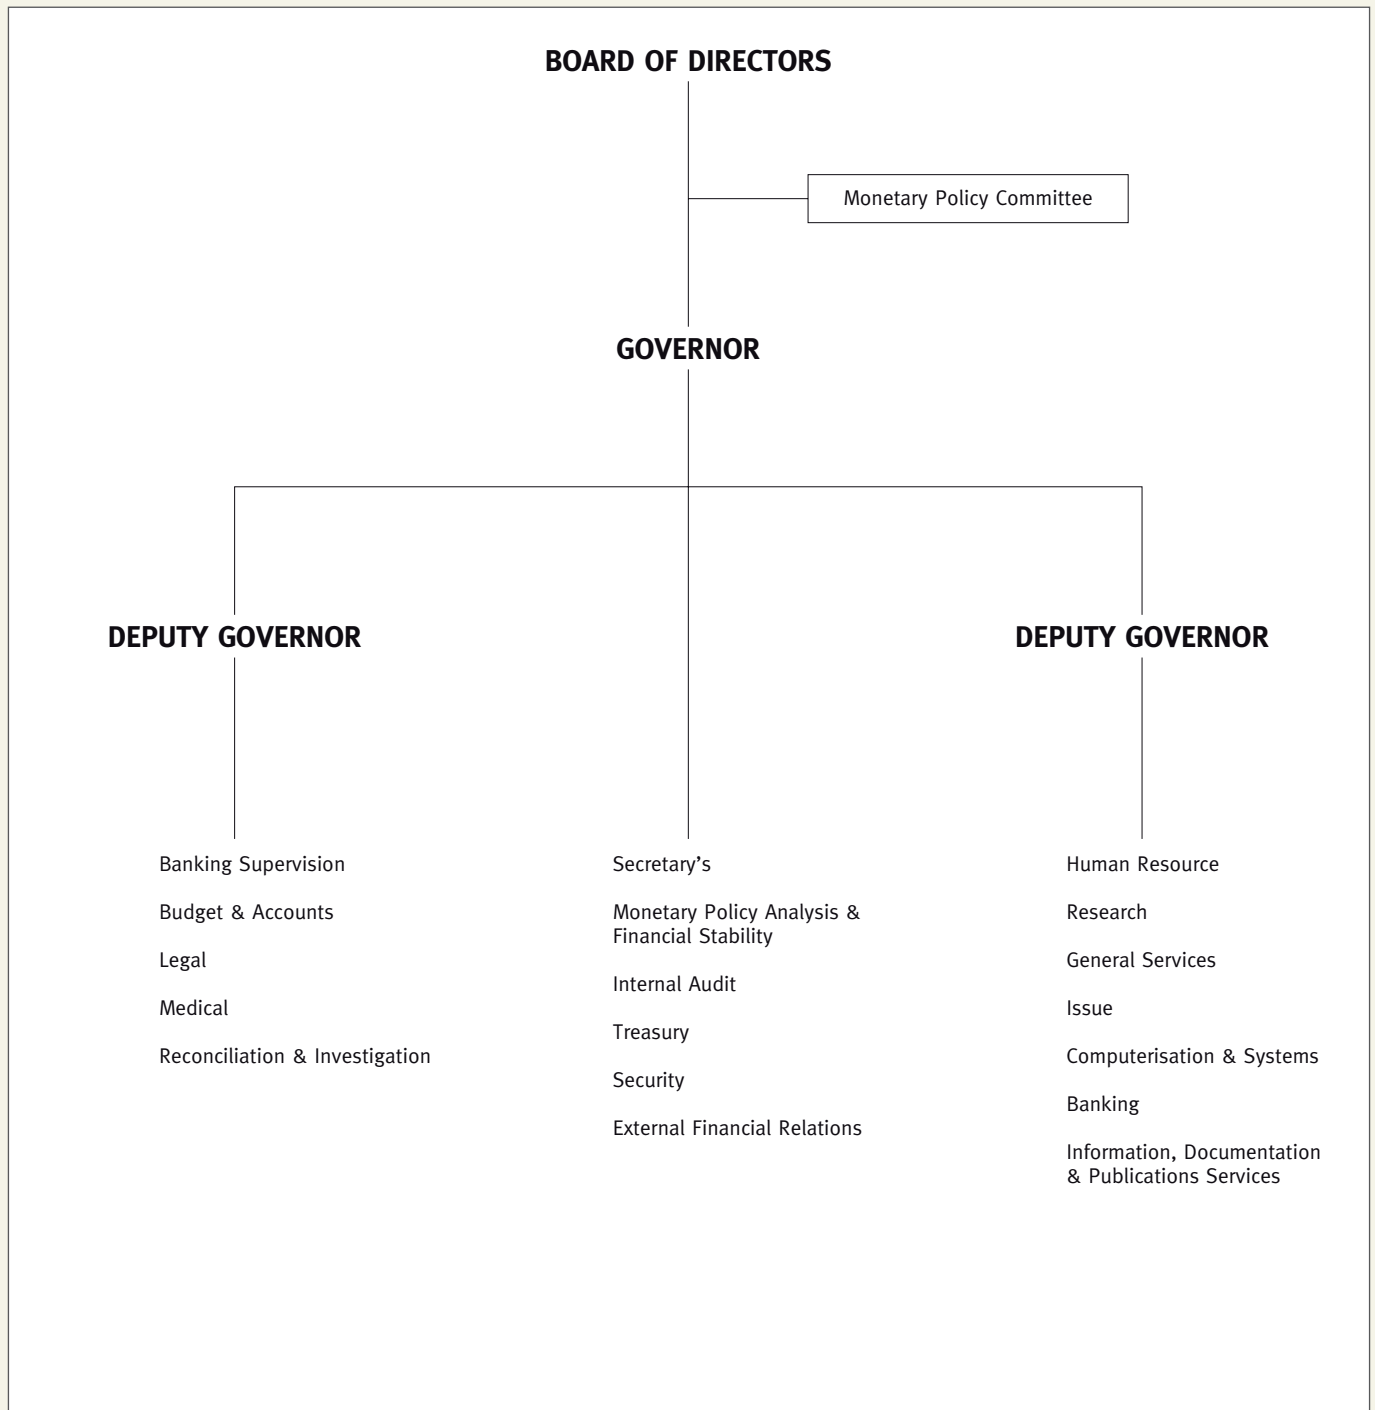 BOARD OF DIRECTORS
Monetary Policy Committee
GOVERNOR
DEPUTY GOVERNOR
DEPUTY GOVERNOR
Banking Supervision
Budget & Accounts
Legal
Medical
Reconciliation & Investigation
Secretary’s
Monetary Policy Analysis &
Financial Stability
Internal Audit
Treasury
Security
External Financial Relations
Human Resource
Research
General Services
Issue
Computerisation & Systems
Banking
Information, Documentation
& Publications Services